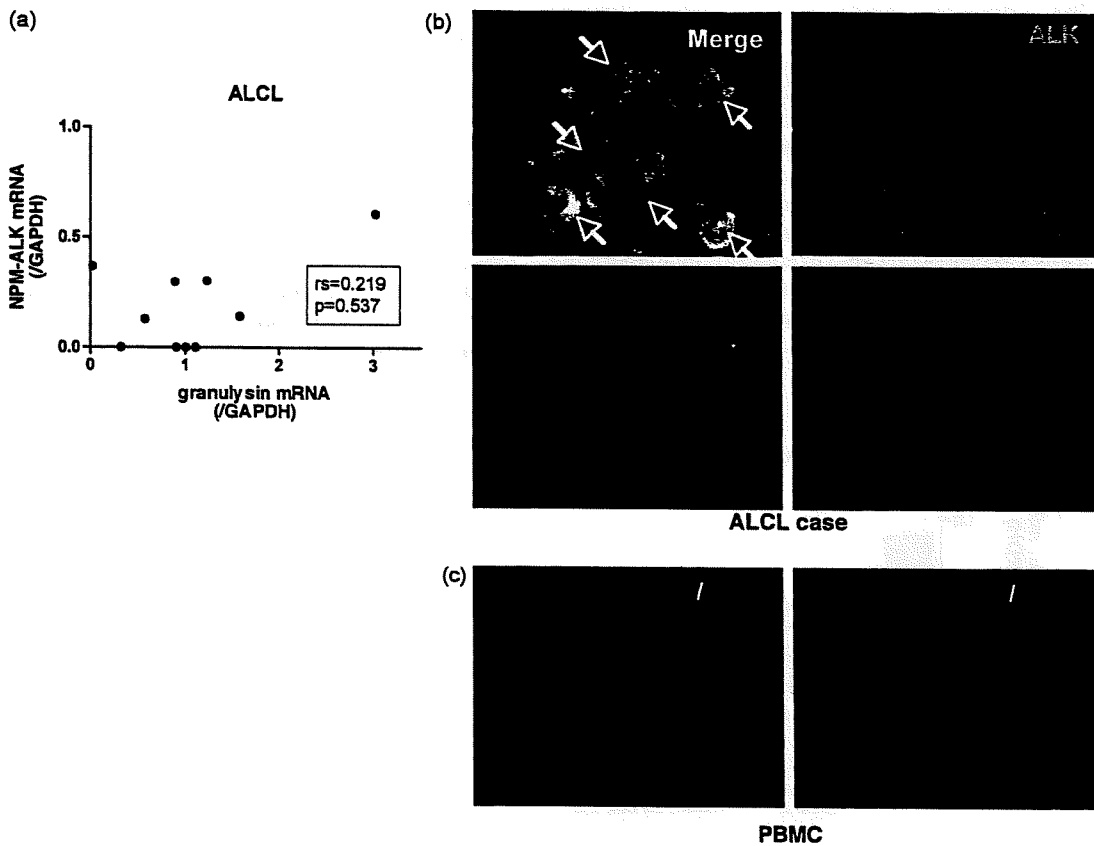 (a)
ALCL
1.0
0.5
0.0
NPM-ALK mRNA
(/GAPDH)
0
1
2
3
granulysin mRNA
(/GAPDH)
rs=0.219
p=0.537
(b)
Merge
ALK
ALCL case
(c)
PBMC